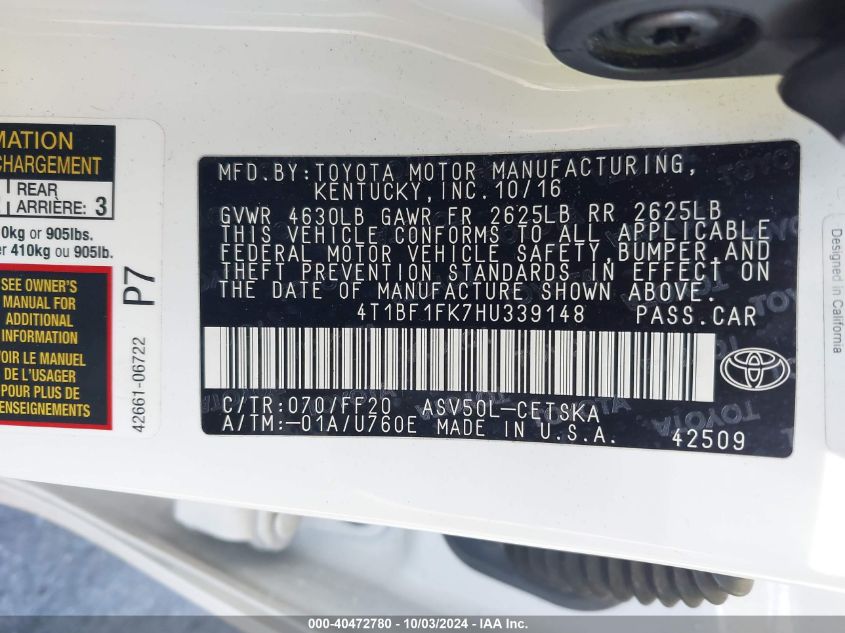 MATION
CHARGEMENT
REAR
ARRIÈRE: 3
0kg or 905lbs.
er 410kg ou 905lb.
SEE OWNER'S
MANUAL FOR
ADDITIONAL
INFORMATION
VOIR LE MANUEL
DE L'USAGER
POUR PLUS DE
RENSEIGNEMENTS
P7
42661-06722
MFD.BY:TOYOTA MOTOR MANUFACTURING,
KENTUCKY,INC.10/16
GVWR 4630LB GAWR FR 2625LB RR 2625LB
THIS VEHICLE CONFORMS TO ALL APPLICABLE
FEDERAL MOTOR VEHICLE SAFETY,BUMPER,AND
THEFT PREVENTION STANDARDS IN EFFECT ON
THE DATE OF MANUFACTURE SHOWN ABOVE.
4T1BF1FK7HU339148 PASS.CAR
C/TR:070/FF20 ASV50L-CETSKA
A/TM:-01A/U760E MADE IN U.S.A. 42509
Designed in California
000-40472780 - 10/03/2024 - IAA Inc.